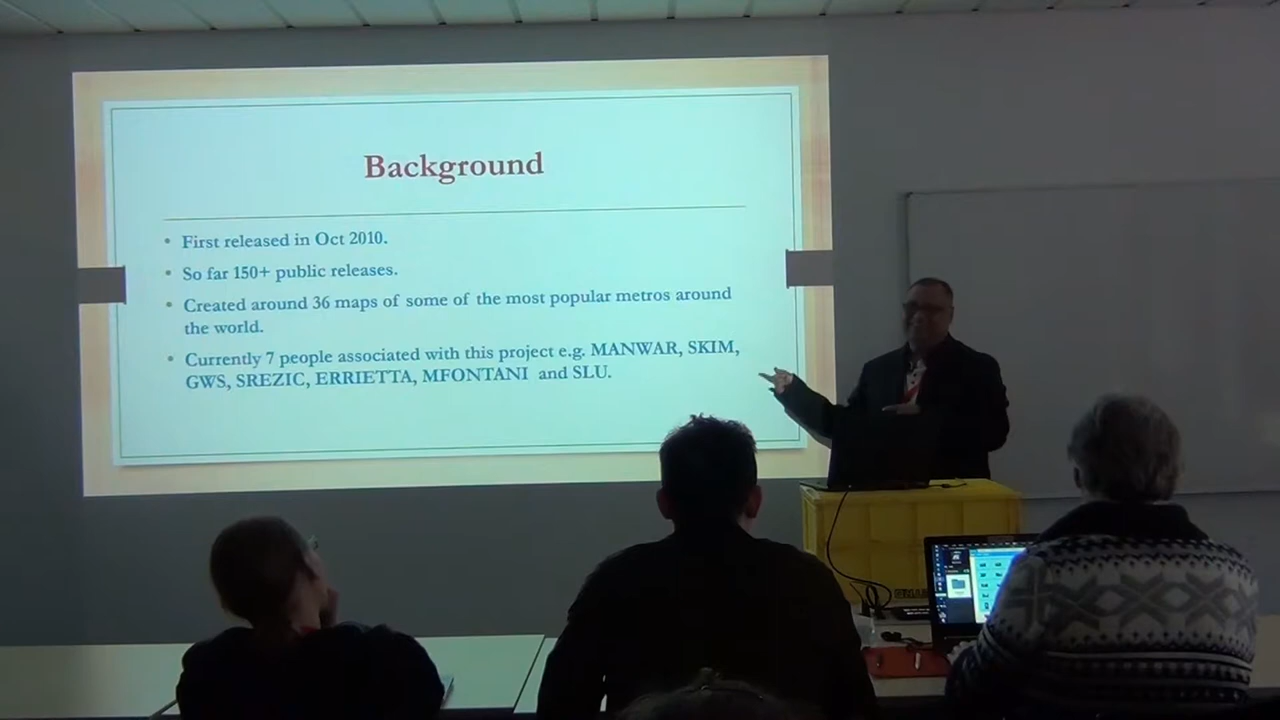 Background
• First released in Oct 2010.
• So far 150+ public releases.
• Created around 36 maps of some of the most popular metros around
the world.
• Currently 7 people associated with this project e.g. MANWAR, SKIM,
GWS, SREZIC, ERRIETTA, MFONTANI and SLU.